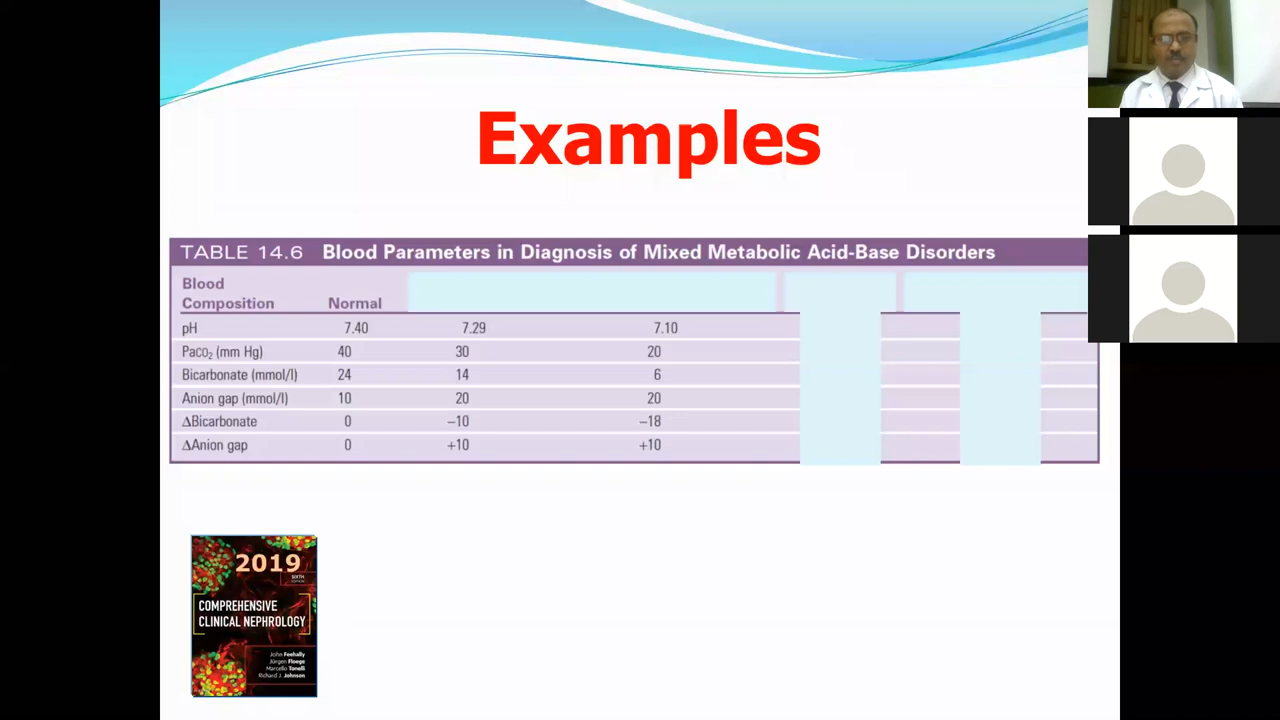 Examples
TABLE 14.6 Blood Parameters in Diagnosis of Mixed Metabolic Acid-Base Disorders
Blood
Composition Normal
pH 7.40 7.29 7.10
Paco₂ (mm Hg) 40 30 20
Bicarbonate (mmol/l) 24 14 6
Anion gap (mmol/l) 10 20 20
ΔBicarbonate 0 −10 −18
ΔAnion gap 0 +10 +10
2019
SIXTH
EDITION
COMPREHENSIVE
CLINICAL NEPHROLOGY
John Feehally
Jürgen Floege
Marcello Tonelli
Richard J. Johnson